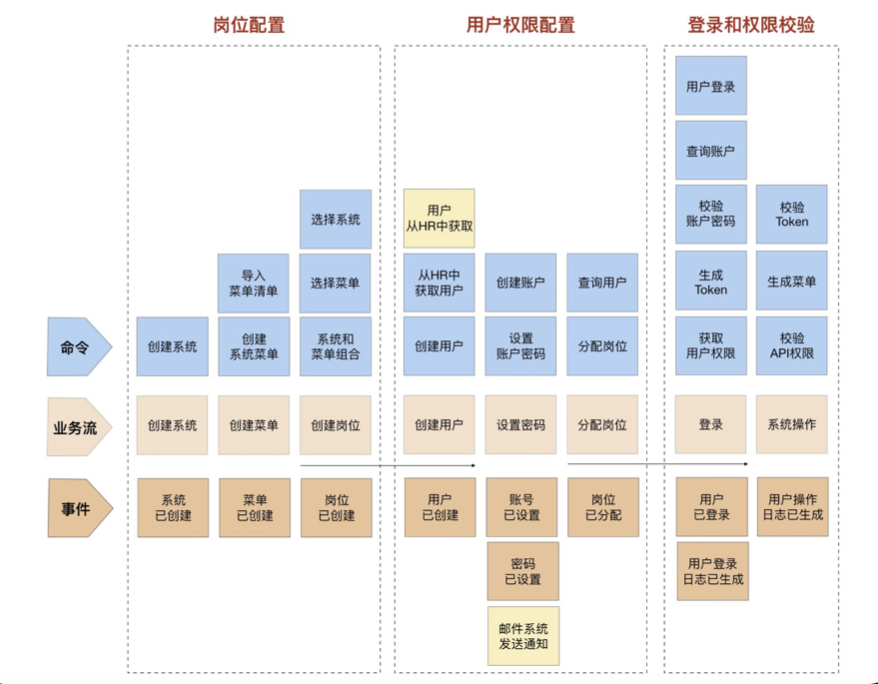 岗位配置
用户权限配置
登录和权限校验
用户登录
查询账户
选择系统
用户
从HR中获取
校验
账户密码
校验
Token
导入
菜单清单
选择菜单
从HR中
获取用户
创建账户
查询用户
生成
Token
生成菜单
命令
创建系统
创建
系统菜单
系统和
菜单组合
创建用户
设置
账户密码
分配岗位
获取
用户权限
校验
API权限
业务流
创建系统
创建菜单
创建岗位
创建用户
设置密码
分配岗位
登录
系统操作
事件
系统
已创建
菜单
已创建
岗位
已创建
用户
已创建
账号
已设置
岗位
已分配
用户
已登录
用户操作
日志已生成
密码
已设置
用户登录
日志已生成
邮件系统
发送通知